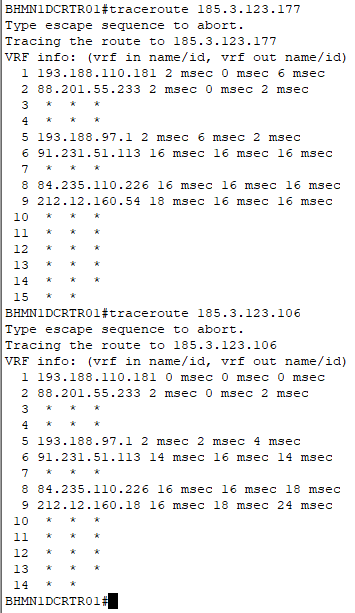 BHMN1DCRTR01#traceroute 185.3.123.177
Type escape sequence to abort.
Tracing the route to 185.3.123.177
VRF info: (vrf in name/id, vrf out name/id)
  1 193.188.110.181 2 msec 0 msec 6 msec
  2 88.201.55.233 2 msec 0 msec 2 msec
  3  *  *  *
  4  *  *  *
  5 193.188.97.1 2 msec 6 msec 2 msec
  6 91.231.51.113 16 msec 16 msec 16 msec
  7  *  *  *
  8 84.235.110.226 16 msec 16 msec 16 msec
  9 212.12.160.54 18 msec 16 msec 16 msec
 10  *  *  *
 11  *  *  *
 12  *  *  *
 13  *  *  *
 14  *  *  *
 15  *  *
BHMN1DCRTR01#traceroute 185.3.123.106
Type escape sequence to abort.
Tracing the route to 185.3.123.106
VRF info: (vrf in name/id, vrf out name/id)
  1 193.188.110.181 0 msec 0 msec 0 msec
  2 88.201.55.233 2 msec 0 msec 2 msec
  3  *  *  *
  4  *  *  *
  5 193.188.97.1 2 msec 2 msec 4 msec
  6 91.231.51.113 14 msec 16 msec 14 msec
  7  *  *  *
  8 84.235.110.226 16 msec 16 msec 18 msec
  9 212.12.160.18 16 msec 18 msec 24 msec
 10  *  *  *
 11  *  *  *
 12  *  *  *
 13  *  *  *
 14  *  *
BHMN1DCRTR01#